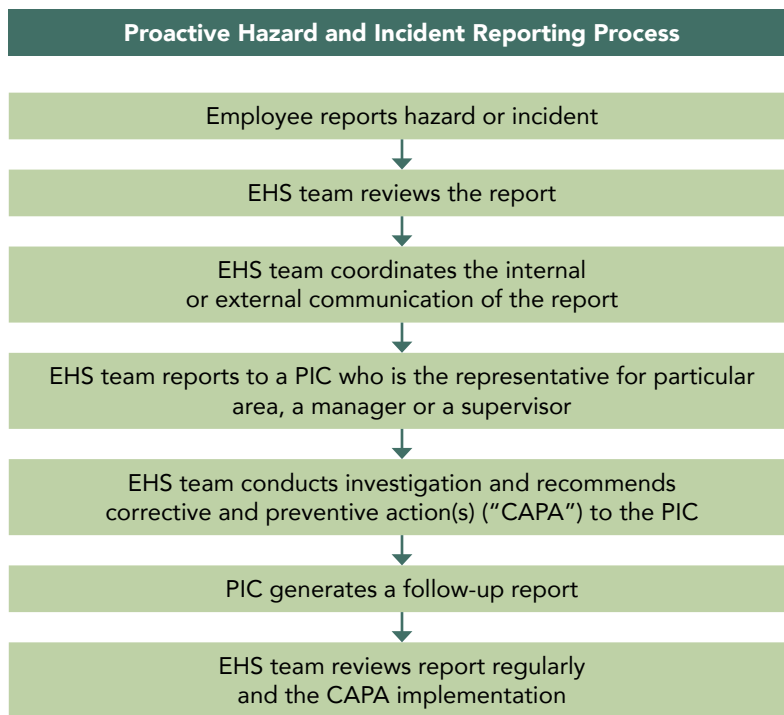 Proactive Hazard and Incident Reporting Process
Employee reports hazard or incident
EHS team reviews the report
EHS team coordinates the internal
or external communication of the report
EHS team reports to a PIC who is the representative for particular
area, a manager or a supervisor
EHS team conducts investigation and recommends
corrective and preventive action(s) (“CAPA”) to the PIC
PIC generates a follow-up report
EHS team reviews report regularly
and the CAPA implementation